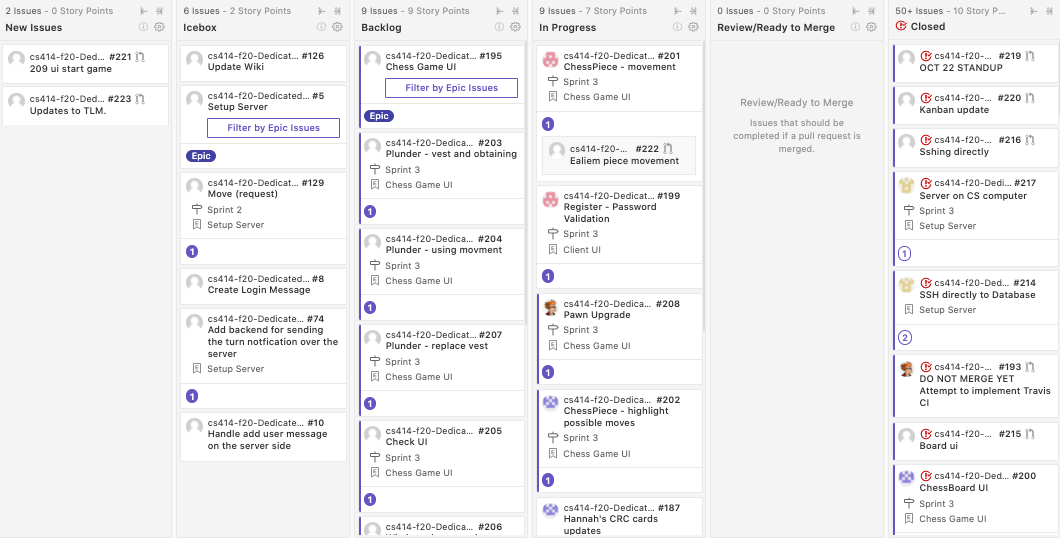 2 Issues - 0 Story Points
New Issues
cs414-f20-Dedic... #221
209 ui start game
cs414-f20-Ded... #223
Updates to TLM.
6 Issues - 2 Story Points
Icebox
cs414-f20-Dedicate... #126
Update Wiki
cs414-f20-Dedicated... #5
Setup Server
Filter by Epic Issues
Epic
cs414-f20-Dedicate... #129
Move (request)
Sprint 2
Setup Server
1
cs414-f20-Dedicated... #8
Create Login Message
cs414-f20-Dedicate... #74
Add backend for sending
the turn notfication over the
server
Setup Server
1
cs414-f20-Dedicate... #10
Handle add user message
on the server side
9 Issues - 9 Story Points
Backlog
cs414-f20-Dedicat... #195
Chess Game UI
Filter by Epic Issues
Epic
cs414-f20-Dedica... #203
Plunder - vest and obtaining
Sprint 3
Chess Game UI
1
cs414-f20-Dedicat... #204
Plunder - using movment
Sprint 3
Chess Game UI
1
cs414-f20-Dedicat... #207
Plunder - replace vest
Sprint 3
Chess Game UI
1
cs414-f20-Dedicat... #205
Check UI
Sprint 3
Chess Game UI
1
cs414-f20-Dedicat... #206
9 Issues - 7 Story Points
In Progress
cs414-f20-Dedicat... #201
ChessPiece - movement
Sprint 3
Chess Game UI
1
cs414-f20-... #222
Ealiem piece movement
cs414-f20-Dedicat... #199
Register - Password
Validation
Sprint 3
Client UI
1
cs414-f20-Dedica... #208
Pawn Upgrade
Sprint 3
Chess Game UI
1
cs414-f20-Dedica... #202
ChessPiece - highlight
possible moves
Sprint 3
Chess Game UI
1
cs414-f20-Dedicat... #187
Hannah's CRC cards
updates
0 Issues - 0 Story Points
Review/Ready to Merge
Review/Ready to Merge
Issues that should be
completed if a pull request is
merged.
50+ Issues - 10 Story P...
Closed
cs414-f20-... #219
OCT 22 STANDUP
cs414-f20-... #220
Kanban update
cs414-f20-... #216
Sshing directly
cs414-f20-Dedi... #217
Server on CS computer
Sprint 3
Setup Server
1
cs414-f20-Ded... #214
SSH directly to Database
Setup Server
2
cs414-f20-... #193
DO NOT MERGE YET
Attempt to implement Travis
CI
cs414-f20-... #215
Board ui
cs414-f20-Ded... #200
ChessBoard UI
Sprint 3
Chess Game UI